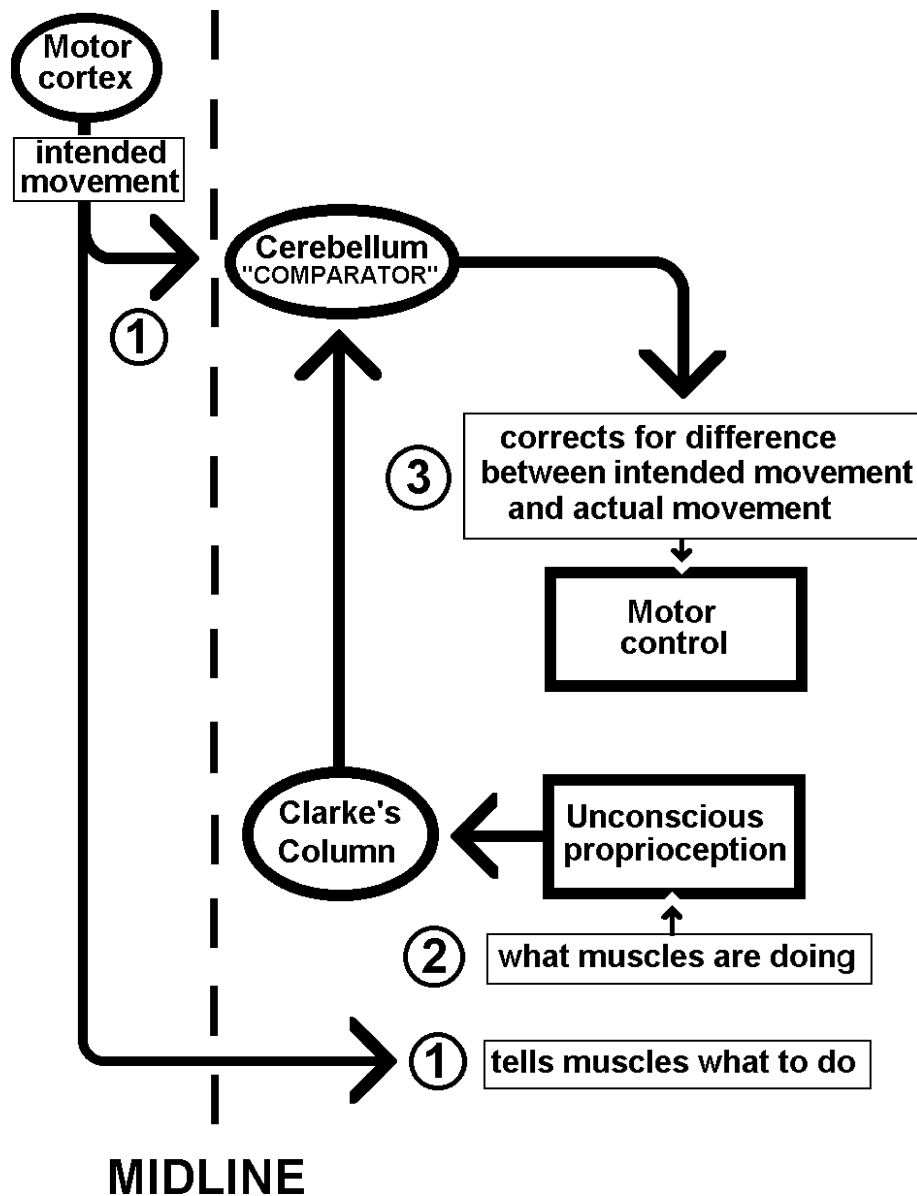 Motor
cortex
intended
movement
Cerebellum
"COMPARATOR"
1
corrects for difference
between intended movement
and actual movement
3
Motor
control
Clarke's
Column
Unconscious
proprioception
2
what muscles are doing
1
tells muscles what to do
MIDLINE